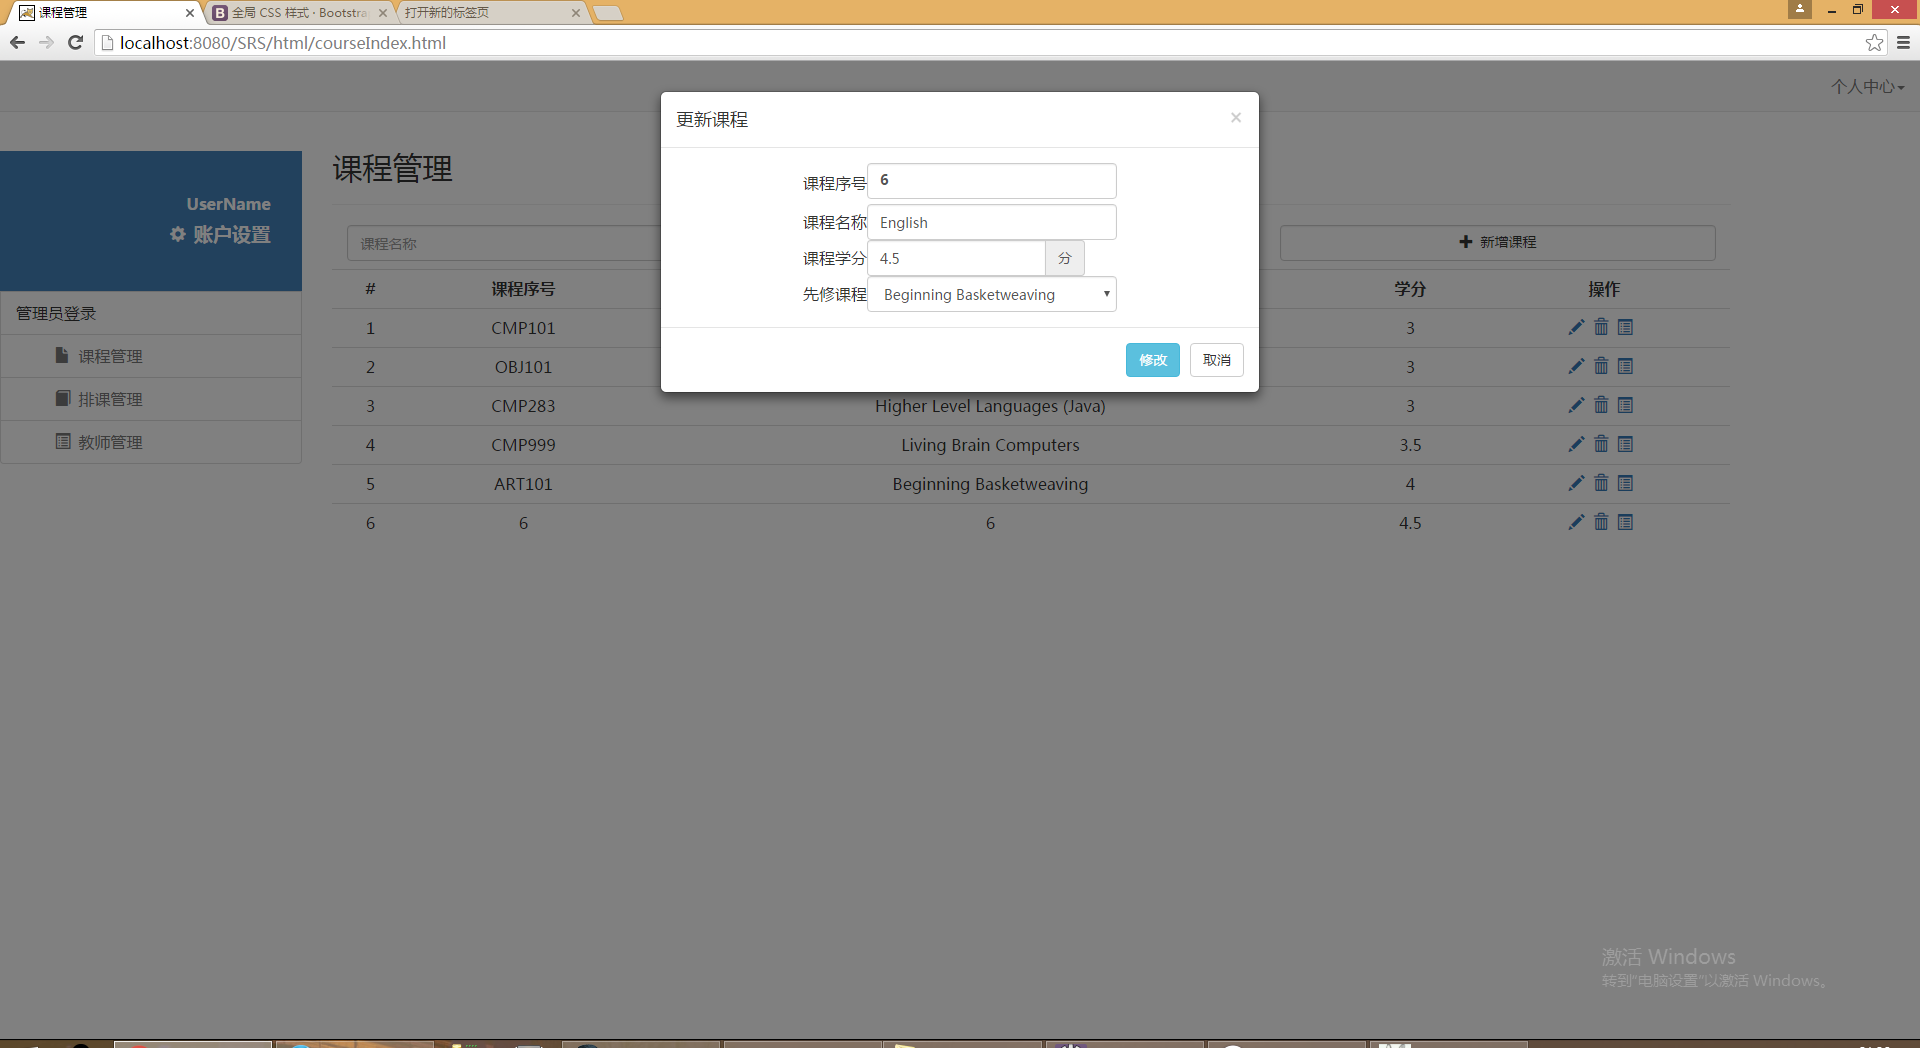 课程管理
全局 CSS 样式 · Bootstra
打开新的标签页
localhost:8080/SRS/html/courseIndex.html
个人中心
更新课程 ×
课程序号 6
课程名称 English
课程学分 4.5 分
先修课程 Beginning Basketweaving
修改 取消
UserName
账户设置
管理员登录
课程管理
排课管理
教师管理
课程管理
课程名称
新增课程
# 课程序号 学分 操作
1 CMP101 3
2 OBJ101 3
3 CMP283 Higher Level Languages (Java) 3
4 CMP999 Living Brain Computers 3.5
5 ART101 Beginning Basketweaving 4
6 6 6 4.5
激活 Windows
转到"电脑设置"以激活 Windows。